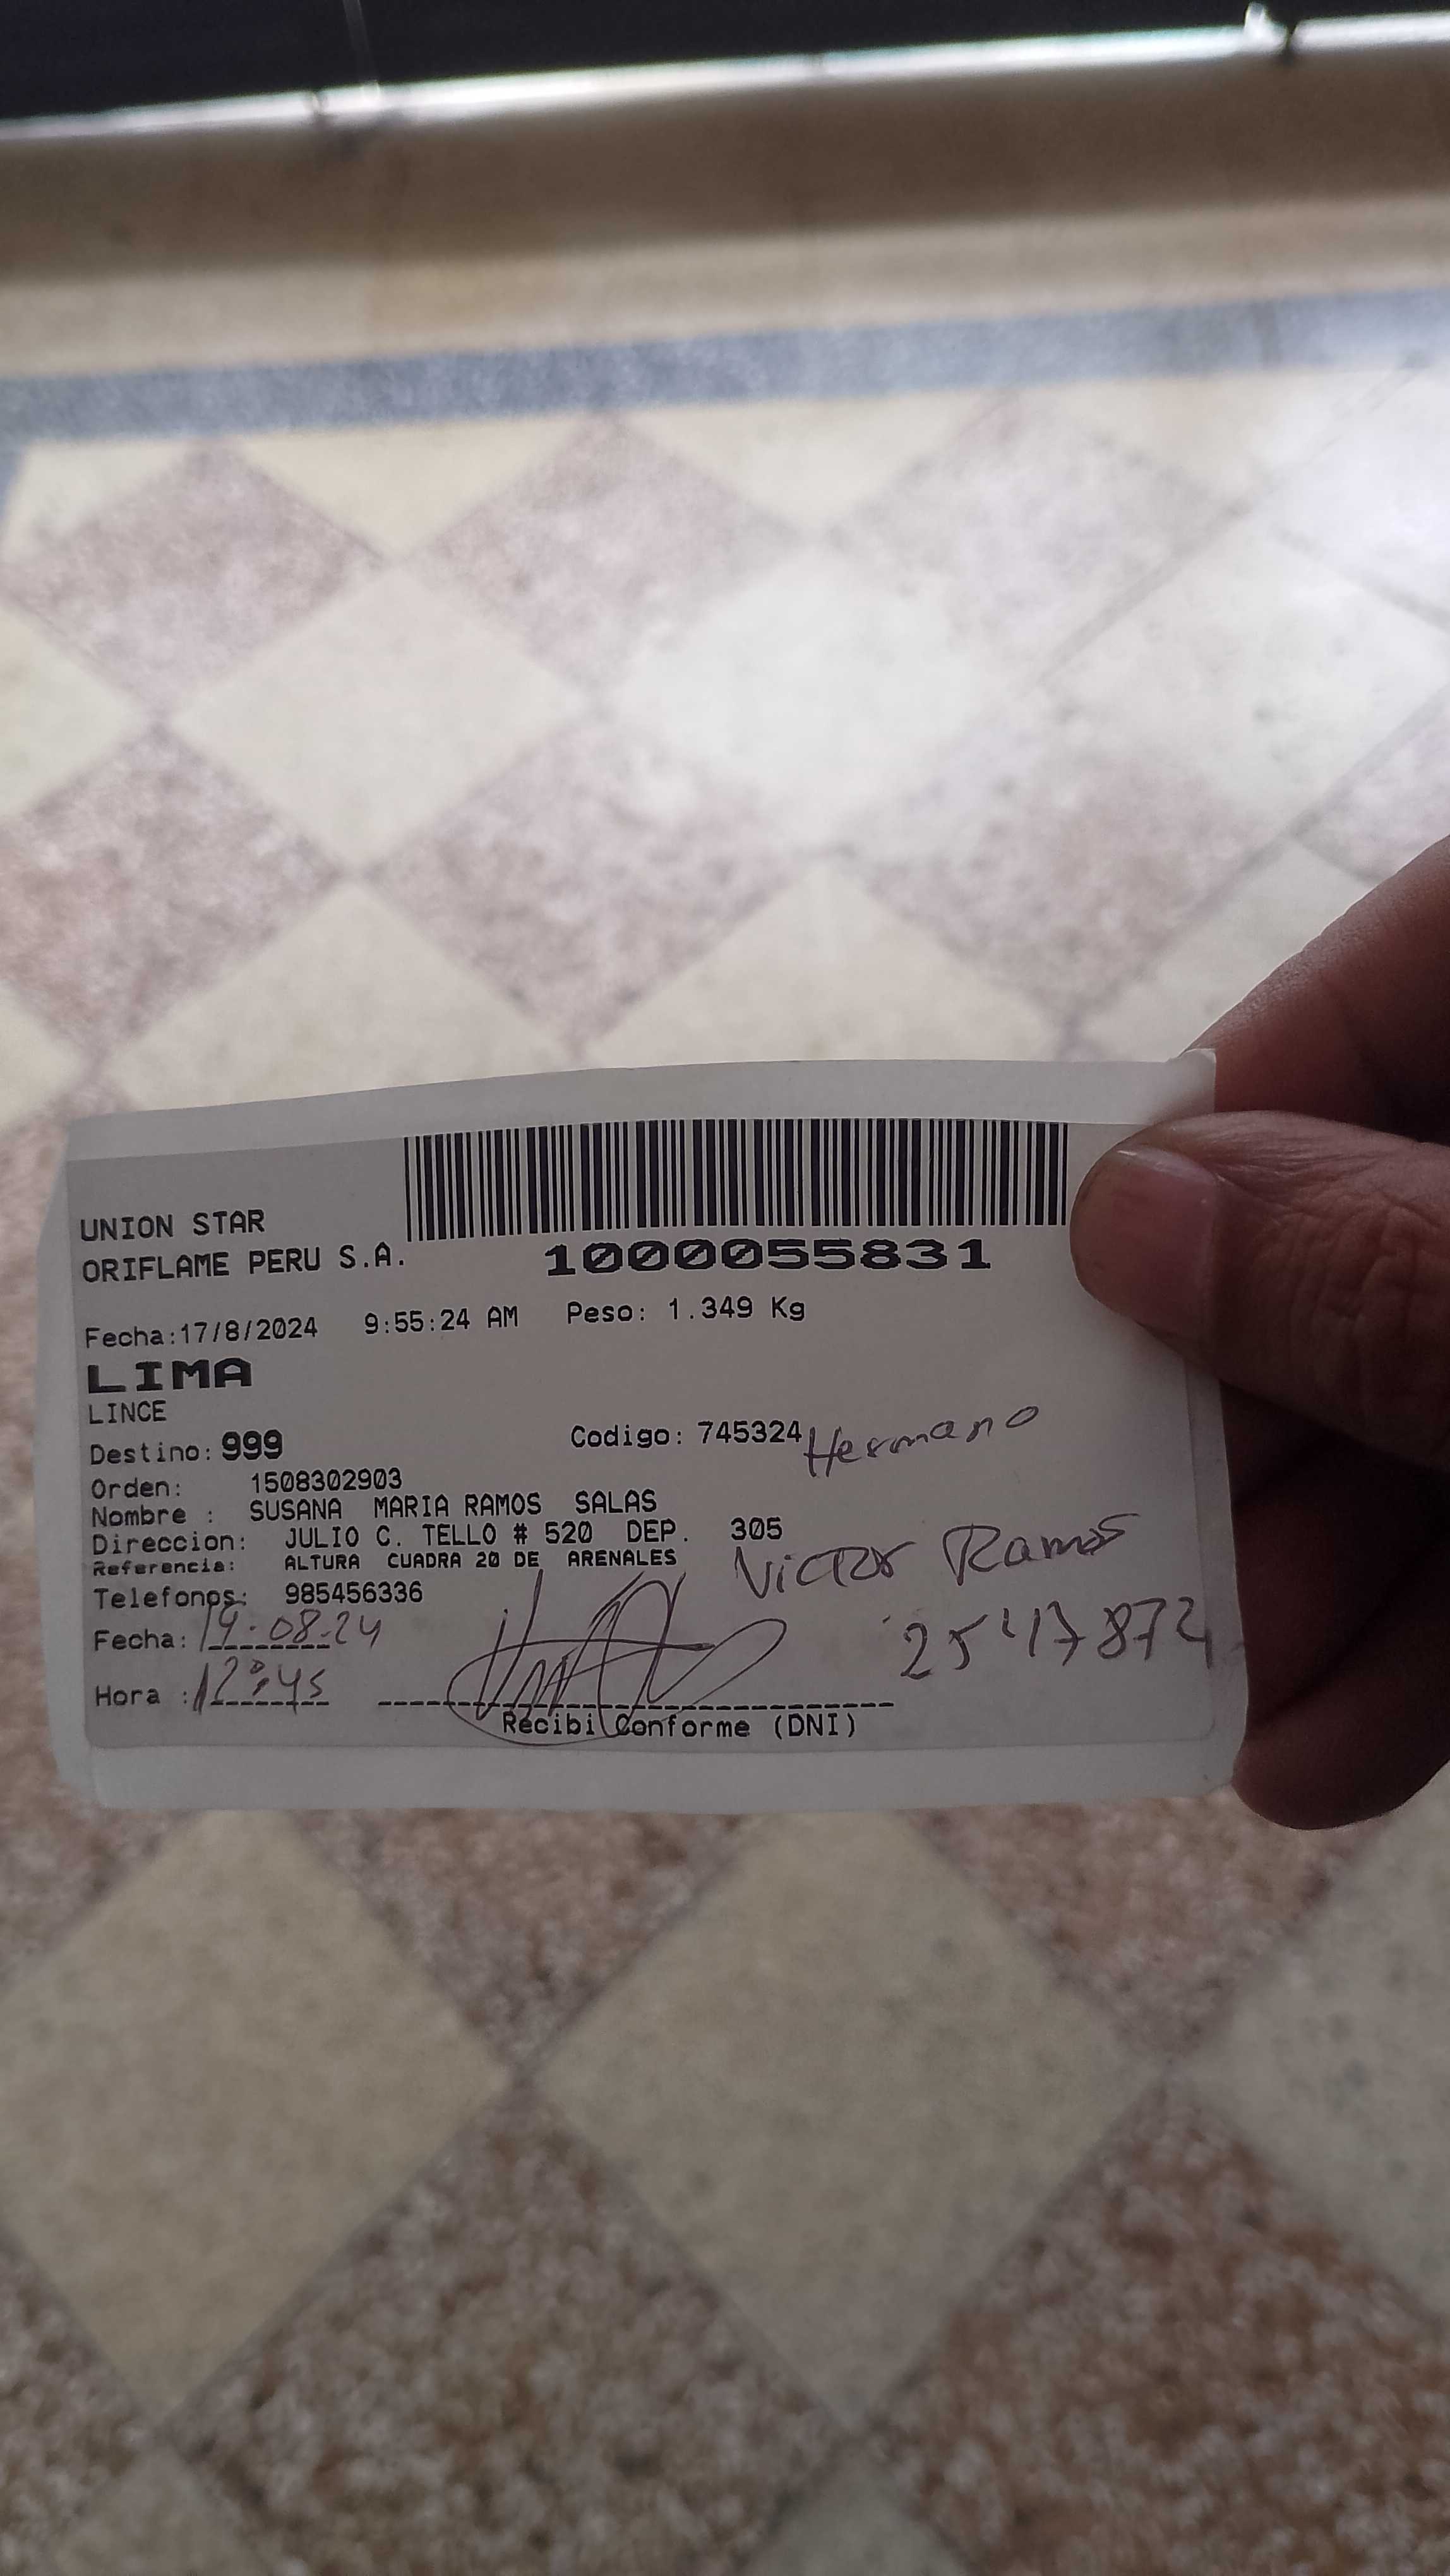 UNION STAR
ORIFLAME PERU S.A.
1000055831
Fecha:17/8/2024 9:55:24 AM Peso: 1.349 Kg
LIMA
LINCE
Destino: 999 Codigo: 745324 Hermano
Orden: 1508302903
Nombre : SUSANA MARIA RAMOS SALAS
Direccion: JULIO C. TELLO # 520 DEP. 305
Referencia: ALTURA CUADRA 20 DE ARENALES
Victor Ramos
Telefonos: 985456336
Fecha: 19-08-24
Hora : 12:45
Recibi Conforme (DNI)